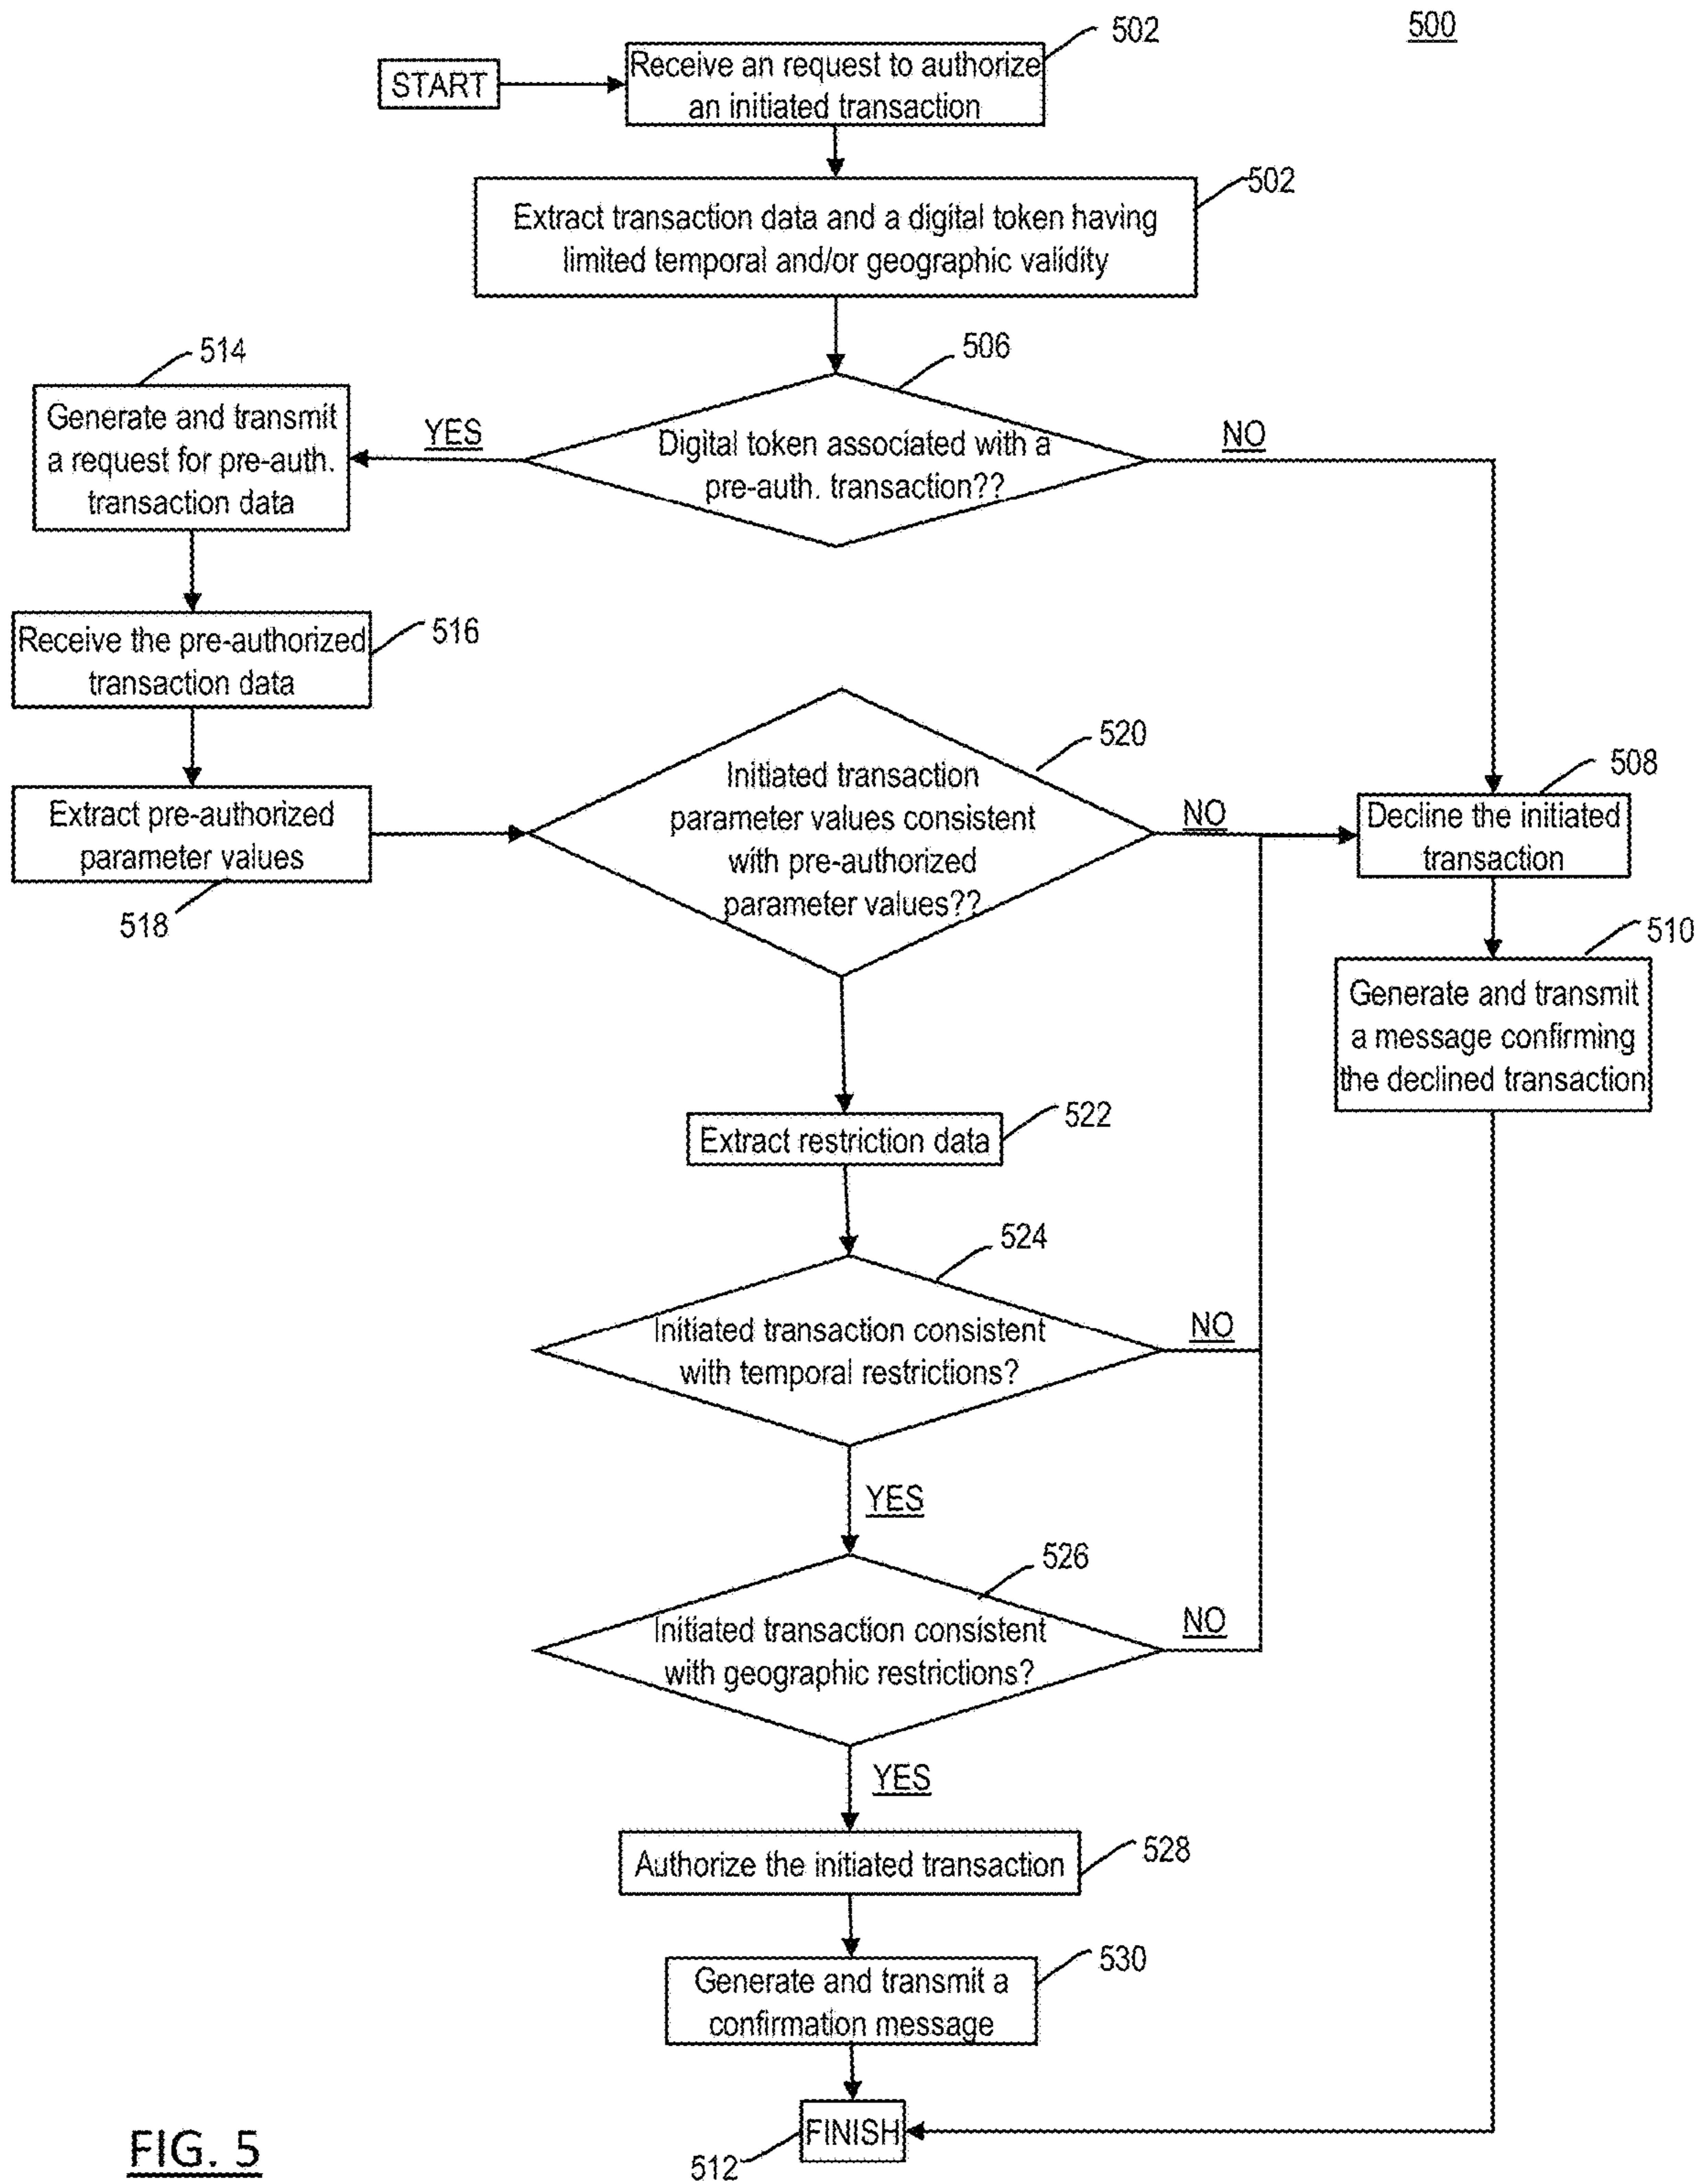 500
502
START
Receive an request to authorize
an initiated transaction
502
Extract transaction data and a digital token having
limited temporal and/or geographic validity
506
514
Generate and transmit
a request for pre-auth.
transaction data
YES
Digital token associated with a
pre-auth. transaction??
NO
Receive the pre-authorized
transaction data
516
520
508
Extract pre-authorized
parameter values
518
Initiated transaction
parameter values consistent
with pre-authorized
parameter values??
NO
Decline the initiated
transaction
510
Generate and transmit
a message confirming
the declined transaction
Extract restriction data
522
524
Initiated transaction consistent
with temporal restrictions?
NO
YES
526
Initiated transaction consistent
with geographic restrictions?
NO
YES
Authorize the initiated transaction
528
Generate and transmit a
confirmation message
530
FINISH
512
FIG. 5